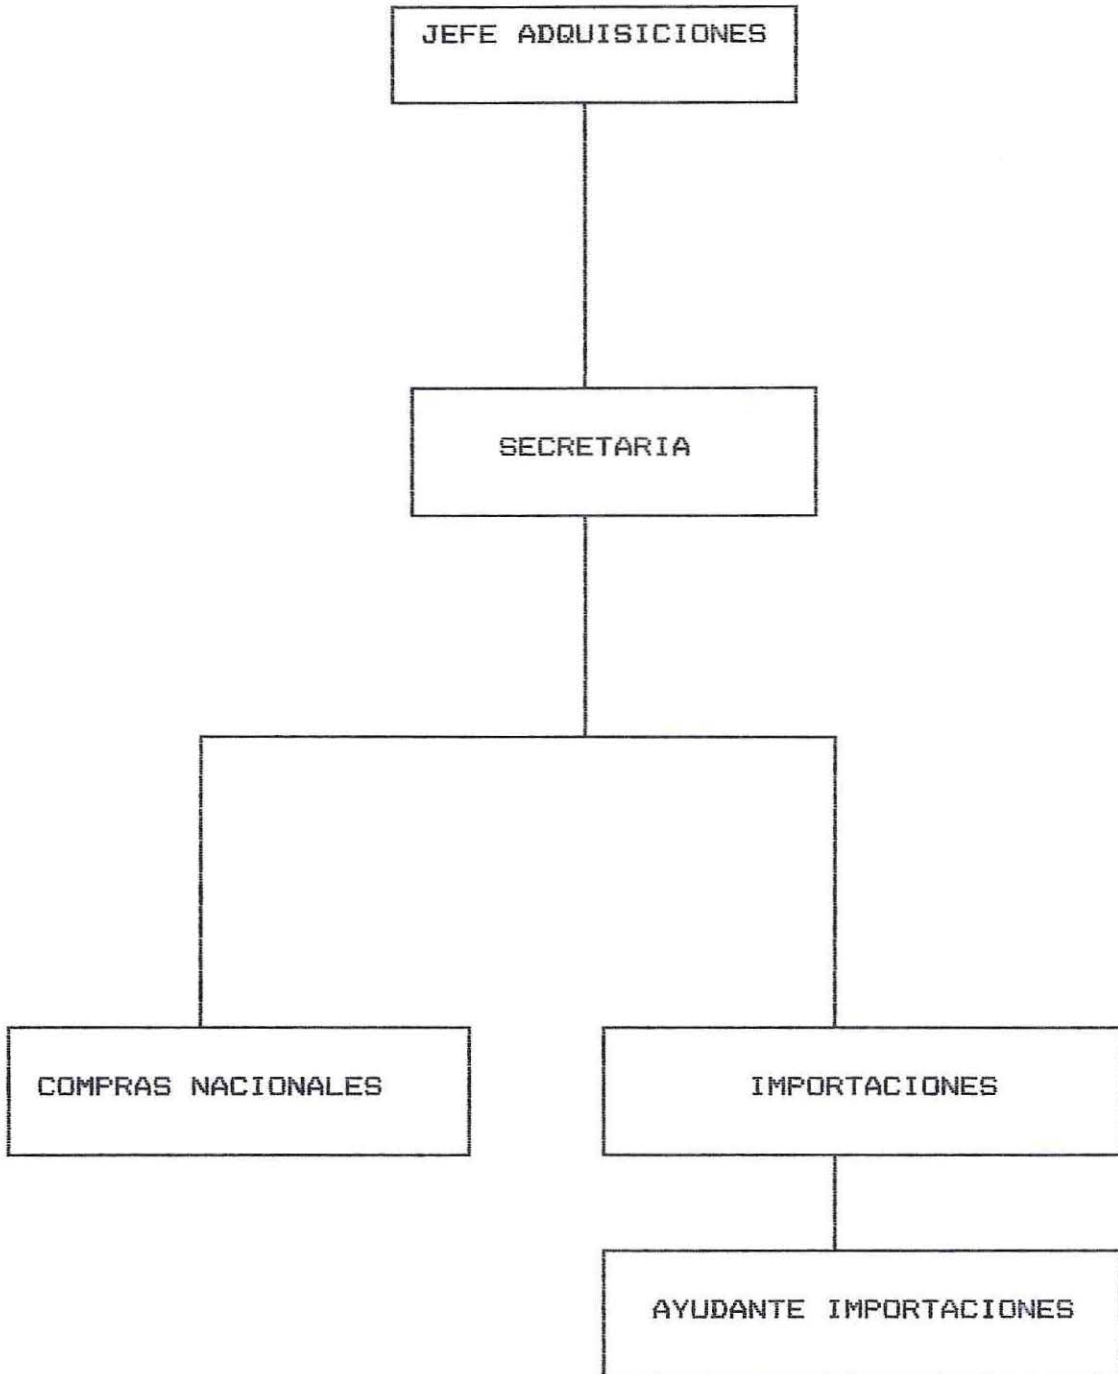 JEFE ADQUISICIONES
SECRETARIA
COMPRAS NACIONALES
IMPORTACIONES
AYUDANTE IMPORTACIONES